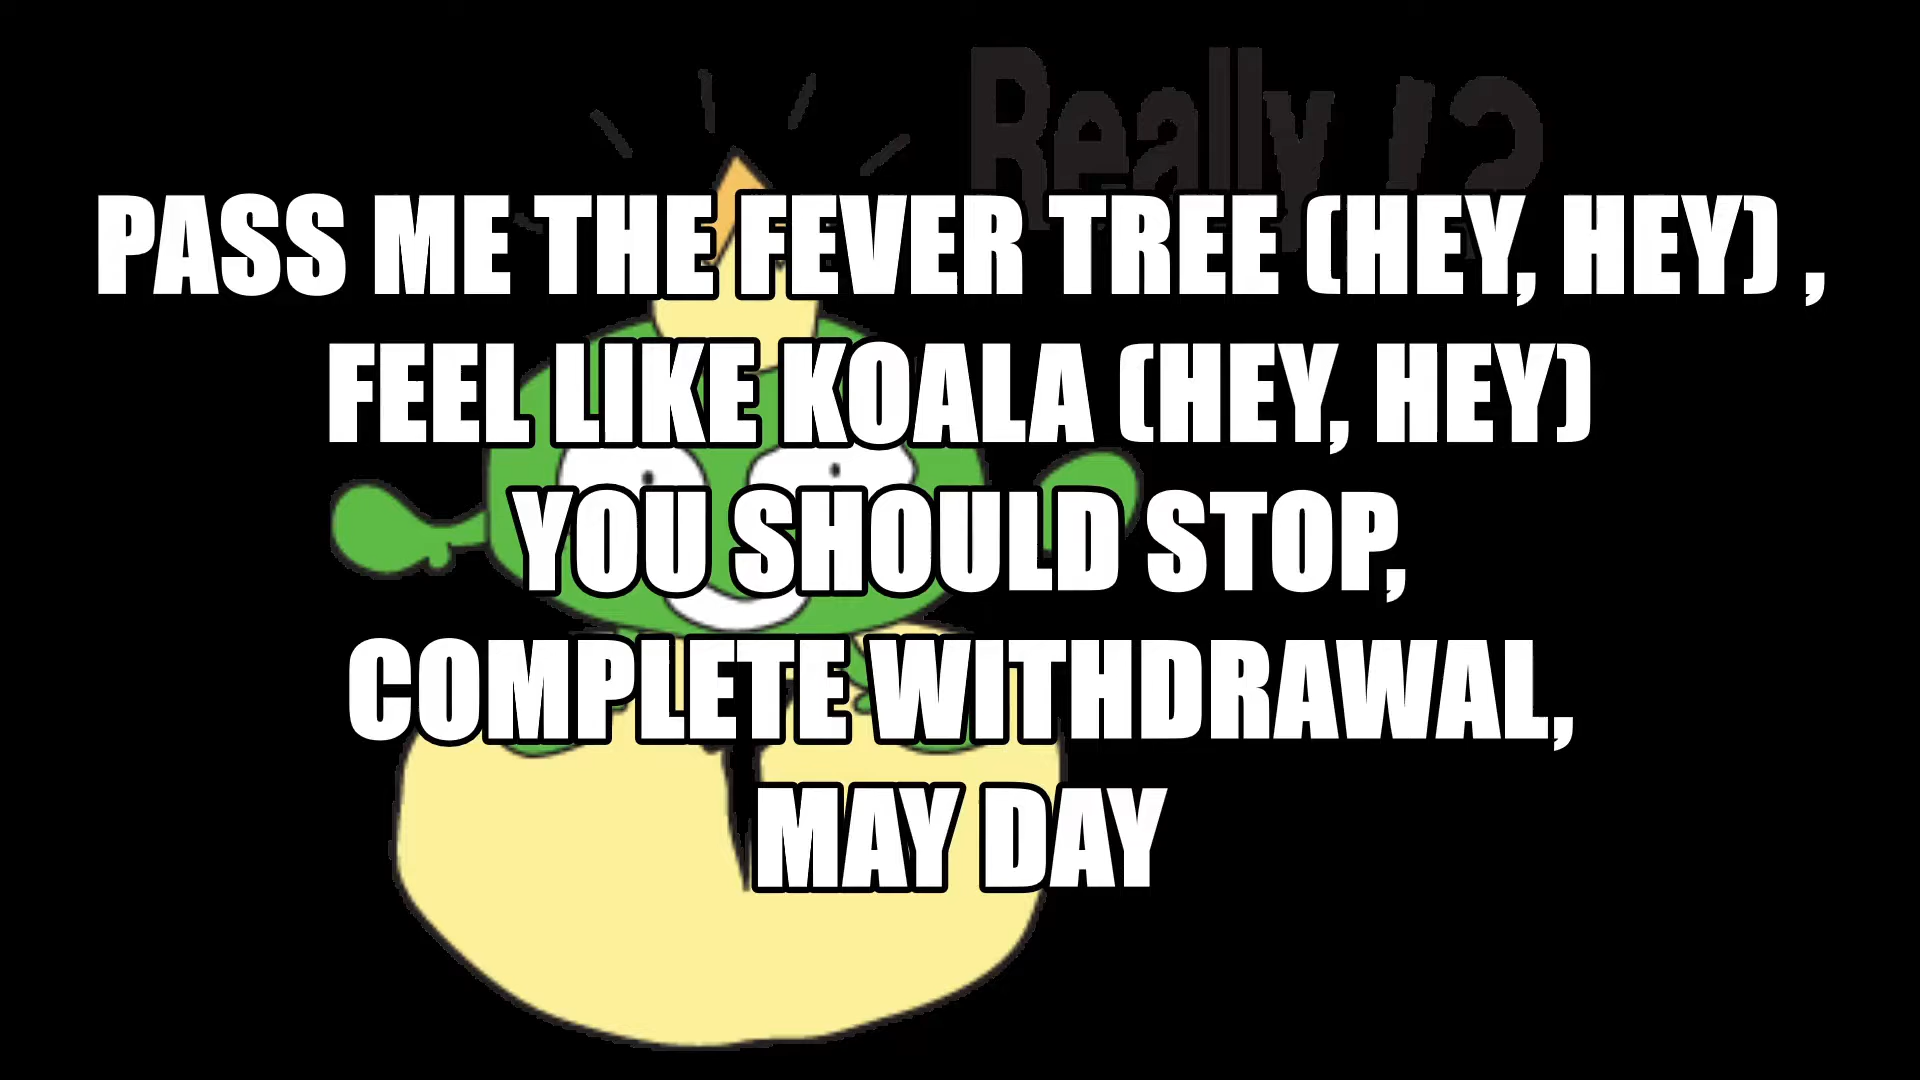 Really !?
PASS ME THE FEVER TREE (HEY, HEY) ,
FEEL LIKE KOALA (HEY, HEY)
YOU SHOULD STOP,
COMPLETE WITHDRAWAL,
MAY DAY